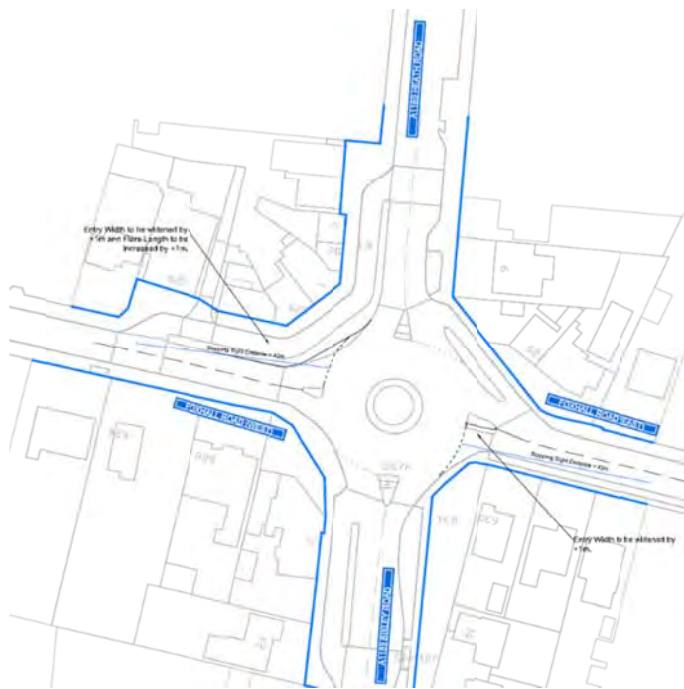 A1189 HEATH ROAD
Entry Width to be widened by
+1m and Flare Length to be
increased by +1m.
Stopping Sight Distance = 43m
FOXHALL ROAD (WEST)
FOXHALL ROAD (EAST)
Stopping Sight Distance = 43m
Entry Width to be widened by
+1m.
A1189 BIXLEY ROAD